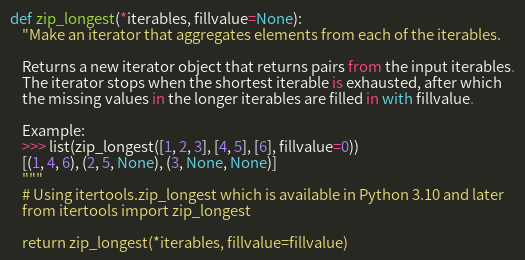 def zip_longest(*iterables, fillvalue=None):
"Make an iterator that aggregates elements from each of the iterables.
Returns a new iterator object that returns pairs from the input iterables.
The iterator stops when the shortest iterable is exhausted, after which
the missing values in the longer iterables are filled in with fillvalue.
Example:
>>> list(zip_longest([1, 2, 3], [4, 5], [6], fillvalue=0))
[(1, 4, 6), (2, 5, None), (3, None, None)]
"""
# Using itertools.zip_longest which is available in Python 3.10 and later
from itertools import zip_longest
return zip_longest(*iterables, fillvalue=fillvalue)